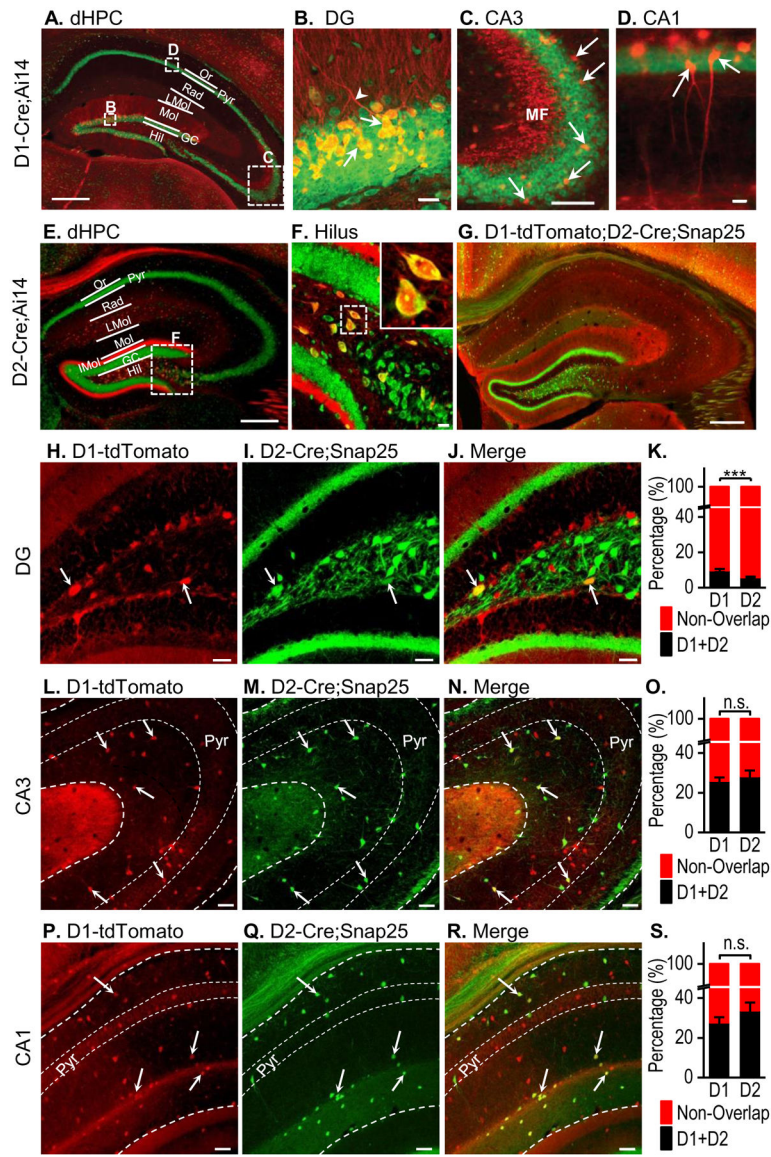 A. dHPC
B. DG
C. CA3
D. CA1
D1-Cre;Ai14
D
Or
Pyr
Rad
LMol
Mol
B
Hil
GC
C
MF
E. dHPC
F. Hilus
G. D1-tdTomato;D2-Cre;Snap25
D2-Cre;Ai14
Or
Pyr
Rad
LMol
Mol
F
IMol
GC
Hil
H. D1-tdTomato
I. D2-Cre;Snap25
J. Merge
K.
DG
Percentage (%)
100
40
20
0
***
D1 D2
Non-Overlap
D1+D2
L. D1-tdTomato
M. D2-Cre;Snap25
N. Merge
O.
CA3
Pyr
Pyr
Pyr
Percentage (%)
100
40
20
0
n.s.
D1 D2
Non-Overlap
D1+D2
P. D1-tdTomato
Q. D2-Cre;Snap25
R. Merge
S.
CA1
Pyr
Pyr
Pyr
Percentage (%)
100
40
20
0
n.s.
D1 D2
Non-Overlap
D1+D2